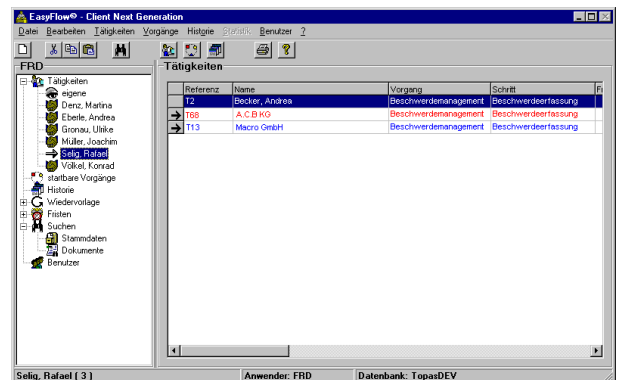 EasyFlow® - Client Next Generation
Datei Bearbeiten Tätigkeiten Vorgänge Historie Statistik Benutzer ?
FRD
Tätigkeiten
eigene
Denz, Martina
Eberle, Andrea
Gronau, Ulrike
Müller, Joachim
Selig, Rafael
Völkel, Konrad
startbare Vorgänge
Historie
Wiedervorlage
Fristen
Suchen
Stammdaten
Dokumente
Benutzer
Tätigkeiten
Referenz Name Vorgang Schritt
T2 Becker, Andrea Beschwerdemanagement Beschwerdeerfassung
T68 A.C.B KG Beschwerdemanagement Beschwerdeerfassung
T13 Macro GmbH Beschwerdemanagement Beschwerdeerfassung
Selig, Rafael [ 3 ] Anwender: FRD Datenbank: TopasDEV